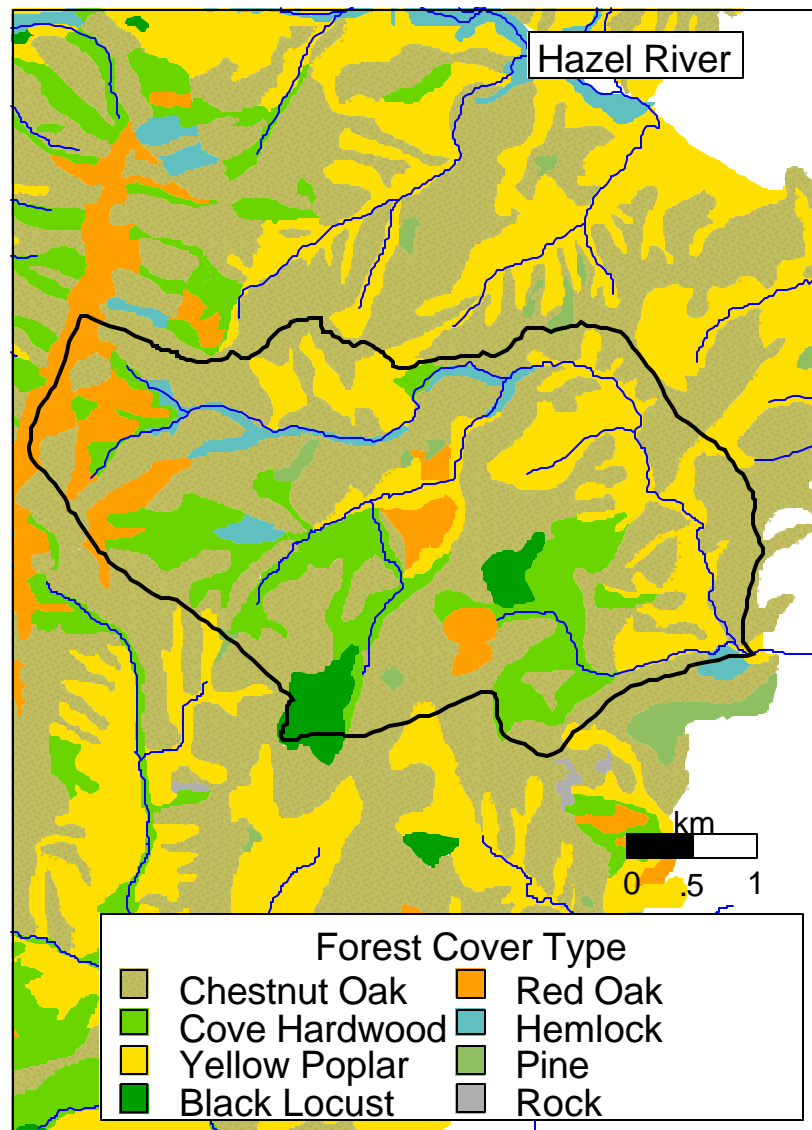 Hazel River
km
0 .5 1
Forest Cover Type
Chestnut Oak Red Oak
Cove Hardwood Hemlock
Yellow Poplar Pine
Black Locust Rock